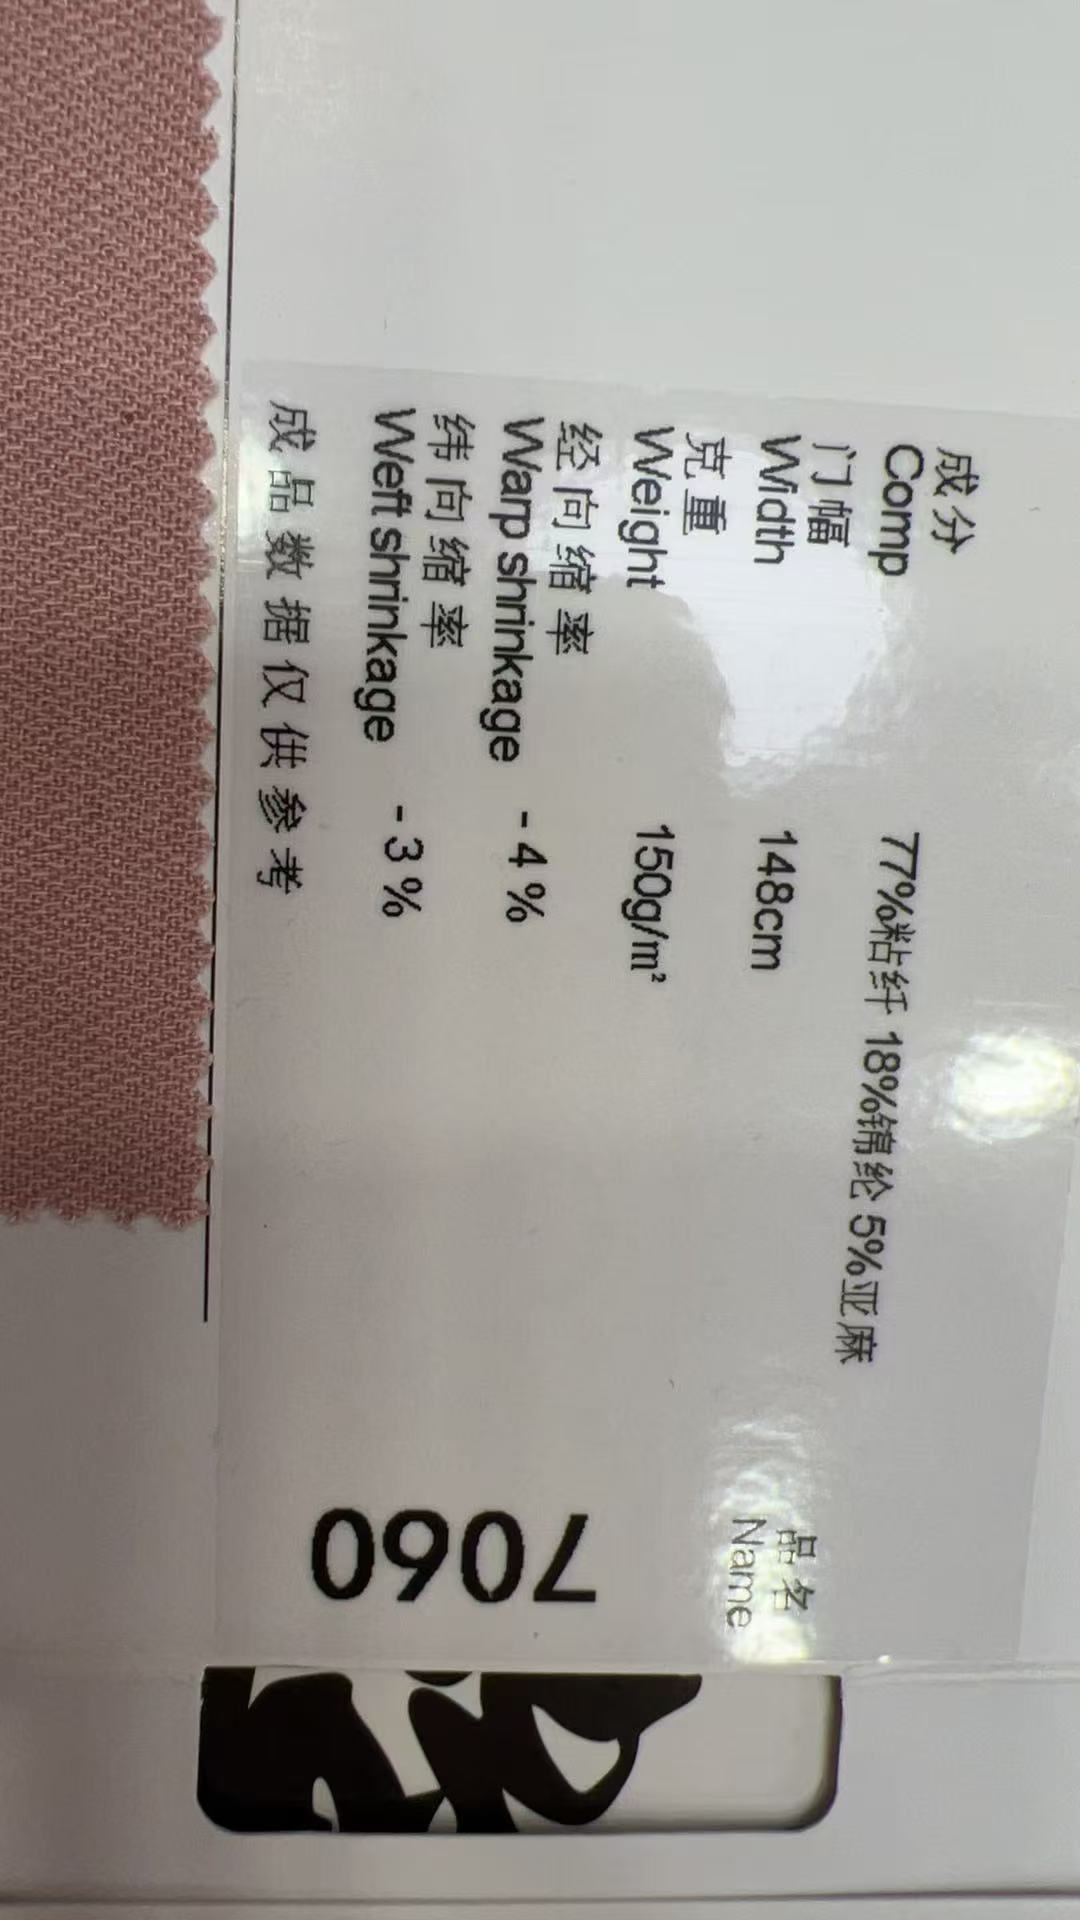 成分
Comp 77%粘纤 18%锦纶 5%亚麻
门幅
Width 148cm
克重
Weight 150g/m²
经向缩率
Warp shrinkage - 4 %
纬向缩率
Weft shrinkage - 3 %
成品数据仅供参考
品名
Name
7060